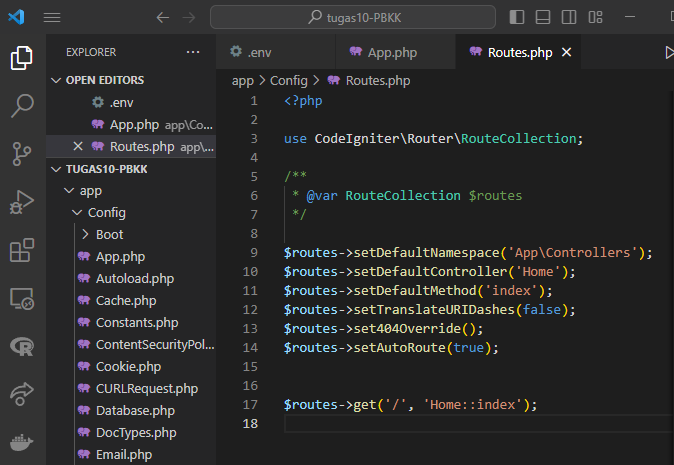 tugas10-PBKK
EXPLORER
OPEN EDITORS
.env
App.php app\Co...
Routes.php app\...
TUGAS10-PBKK
app
Config
Boot
App.php
Autoload.php
Cache.php
Constants.php
ContentSecurityPol...
Cookie.php
CURLRequest.php
Database.php
DocTypes.php
Email.php
.env
App.php
Routes.php
app > Config > Routes.php
1 <?php
2
3 use CodeIgniter\Router\RouteCollection;
4
5 /**
6 * @var RouteCollection $routes
7 */
8
9 $routes->setDefaultNamespace('App\Controllers');
10 $routes->setDefaultController('Home');
11 $routes->setDefaultMethod('index');
12 $routes->setTranslateURIDashes(false);
13 $routes->set404Override();
14 $routes->setAutoRoute(true);
15
16
17 $routes->get('/', 'Home::index');
18